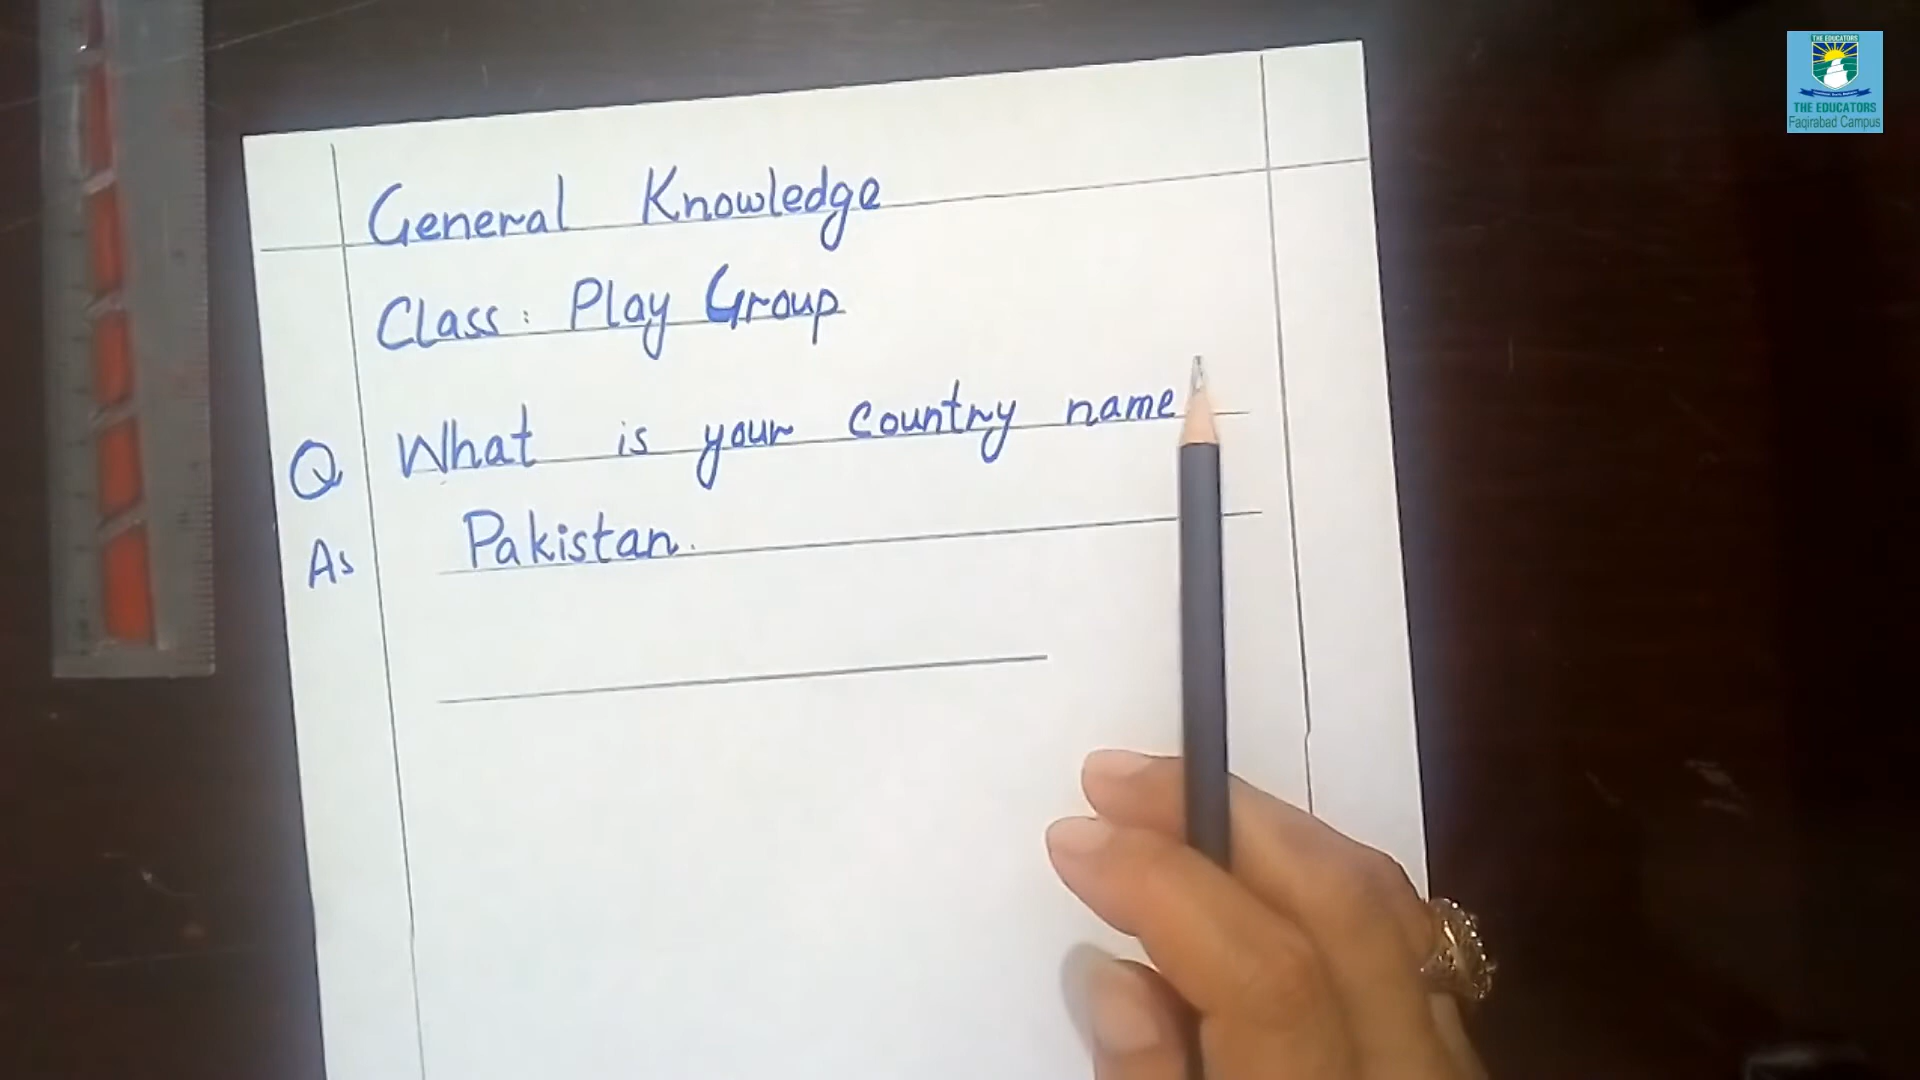 General Knowledge
Class: Play Group
Q What is your country name
As Pakistan.
THE EDUCATORS
THE EDUCATORS
Faqirabad Campus